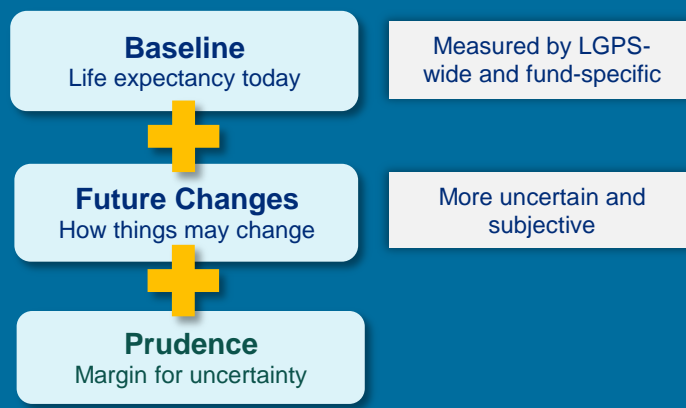 Baseline
Life expectancy today
Measured by LGPS-
wide and fund-specific
Future Changes
How things may change
More uncertain and
subjective
Prudence
Margin for uncertainty